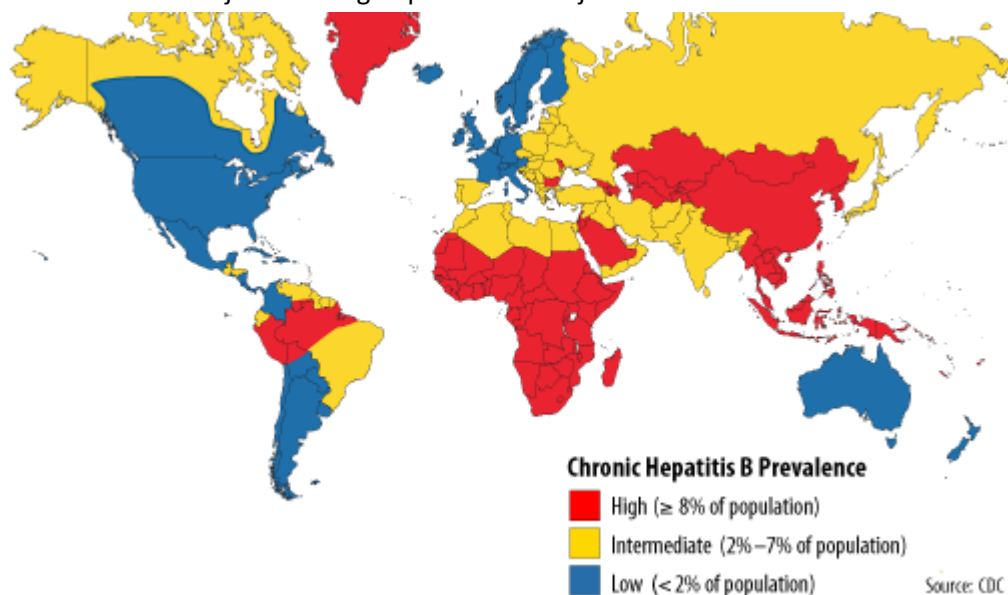 Chronic Hepatitis B Prevalence
High (≥ 8% of population)
Intermediate (2%–7% of population)
Low (< 2% of population)
Source: CDC